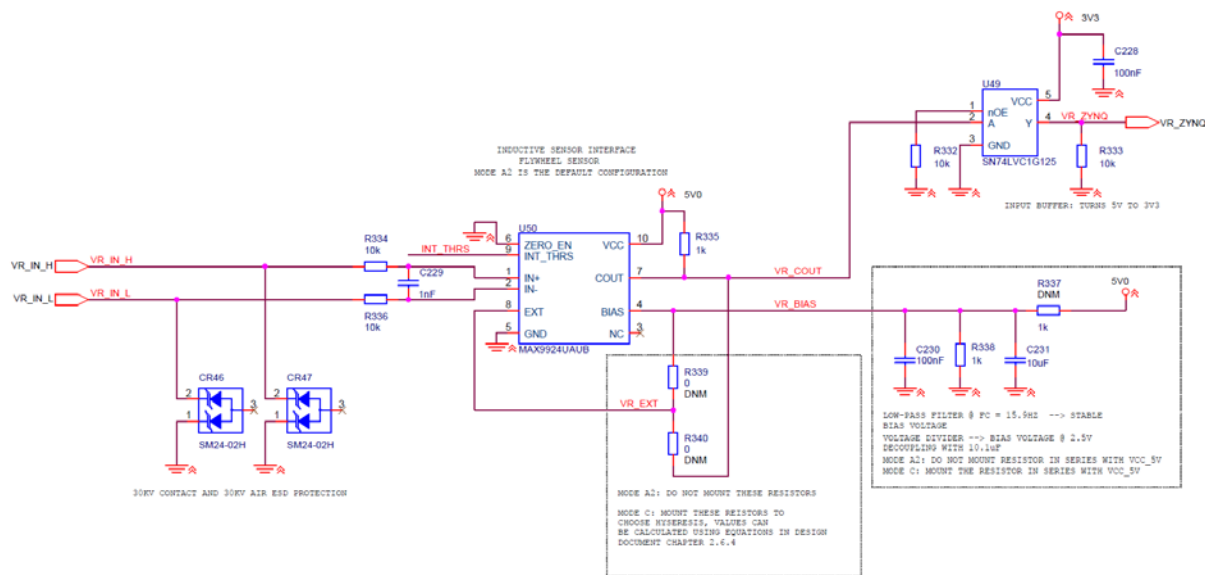 3V3
C228
100nF
U49
1 nOE VCC 5
2 A Y 4
3 GND
SN74LVC1G125
VR_ZYNQ
VR_ZYNQ
R332
10k
R333
10k
INPUT BUFFER: TURNS 5V TO 3V3
INDUCTIVE SENSOR INTERFACE
FLYWHEEL SENSOR
MODE A2 IS THE DEFAULT CONFIGURATION
5V0
U50
R335
1k
6 ZERO_EN VCC 10
9 INT_THRS
1 IN+ COUT 7
2 IN-
8 EXT BIAS 4
5 GND NC 3
MAX9924UAUB
INT_THRS
VR_COUT
VR_BIAS
VR_EXT
R334
10k
C229
1nF
R336
10k
VR_IN_H
VR_IN_H
VR_IN_L
VR_IN_L
CR46
2
1
3
SM24-02H
CR47
2
1
3
SM24-02H
30KV CONTACT AND 30KV AIR ESD PROTECTION
R339
0
DNM
R340
0
DNM
MODE A2: DO NOT MOUNT THESE RESISTORS
MODE C: MOUNT THESE REISTORS TO
CHOOSE HYSERESIS, VALUES CAN
BE CALCULATED USING EQUATIONS IN DESIGN
DOCUMENT CHAPTER 2.6.4
R337
DNM
1k
5V0
C230
100nF
R338
1k
C231
10uF
LOW-PASS FILTER @ FC = 15.9HZ --> STABLE
BIAS VOLTAGE
VOLTAGE DIVIDER --> BIAS VOLTAGE @ 2.5V
DECOUPLING WITH 10.1uF
MODE A2: DO NOT MOUNT RESISTOR IN SERIES WITH VCC_5V
MODE C: MOUNT THE RESISTOR IN SERIES WITH VCC_5V